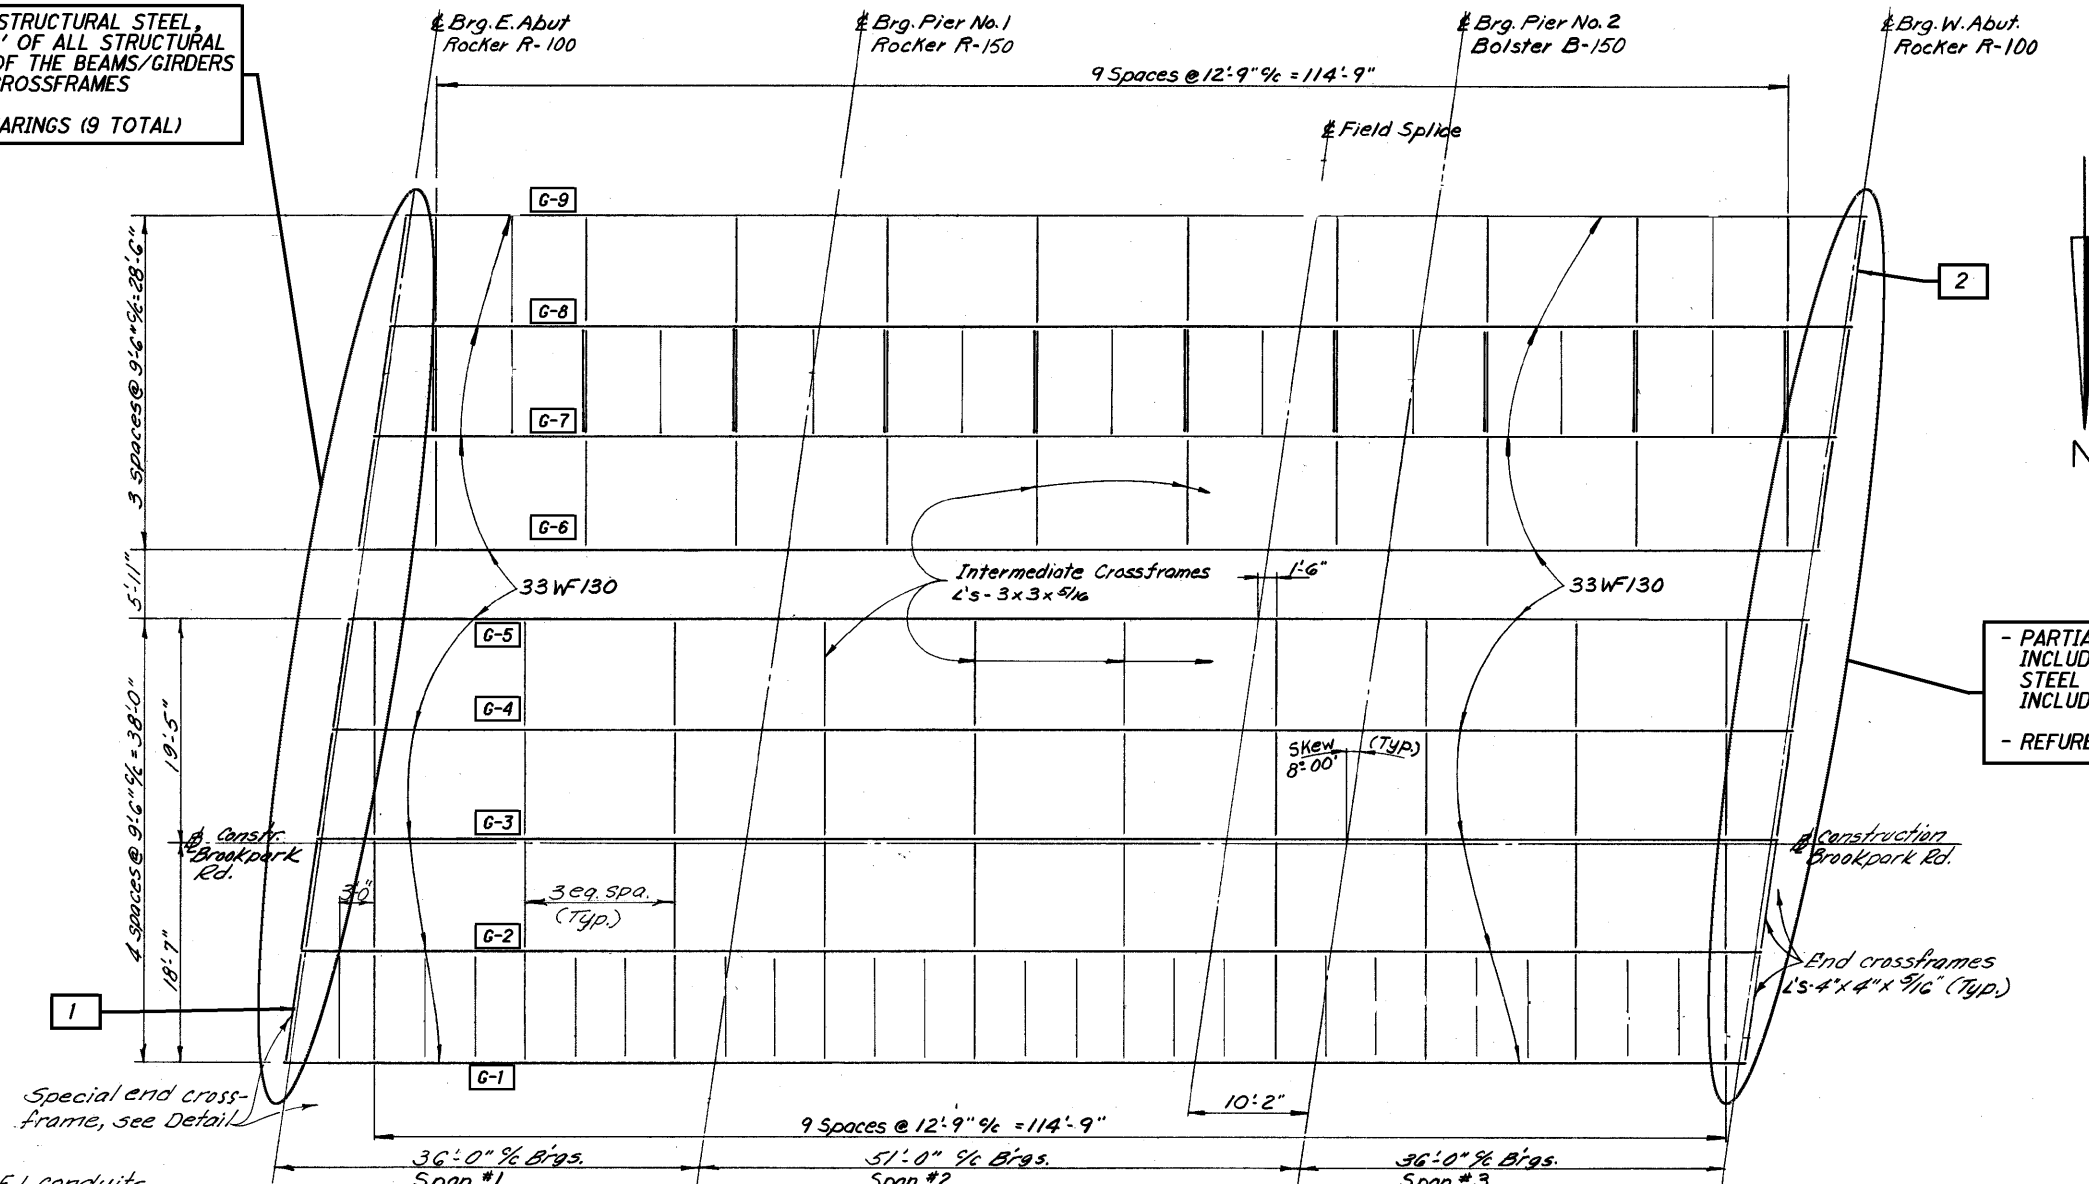 STRUCTURAL STEEL,
' OF ALL STRUCTURAL
OF THE BEAMS/GIRDERS
ROSSFRAMES
ARINGS (9 TOTAL)
℄ Brg. E. Abut
Rocker R-100
℄ Brg. Pier No. 1
Rocker R-150
℄ Brg. Pier No. 2
Bolster B-150
℄ Brg. W. Abut.
Rocker R-100
9 Spaces @ 12'-9" c/c = 114'-9"
℄ Field Splice
G-9
G-8
G-7
G-6
G-5
G-4
G-3
G-2
G-1
1
2
N
3 spaces @ 9'-6" c/c = 28'-6"
5'-11"
4 spaces @ 9'-6" c/c = 38'-0"
19'-5"
18'-7"
33 WF 130
Intermediate Crossframes
L's - 3 x 3 x 5/16
1'-6"
33 WF 130
Skew
8°-00'
(Typ.)
- PARTIA
INCLUD
STEEL
INCLUD
- REFURB
Constr.
Brookpark
Rd.
Construction
Brookpark Rd.
3'-0"
3 eq. spa.
(Typ.)
End crossframes
L's-4"x 4"x 5/16" (Typ.)
Special end cross-
frame, see Detail
10'-2"
9 Spaces @ 12'-9" c/c = 114'-9"
36'-0" c/c Brgs.
Span #1
51'-0" c/c Brgs.
Span #2
36'-0" c/c Brgs.
Span #3
conduits